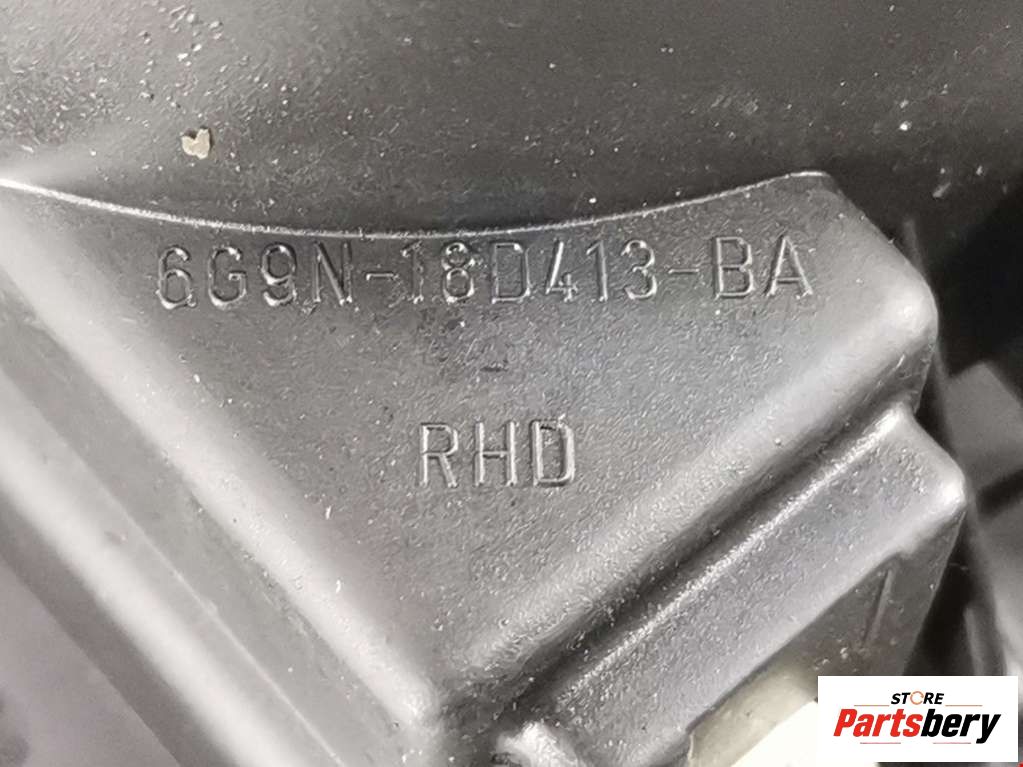 6G9N-18D413-BA
RHD
STORE
Partsbery